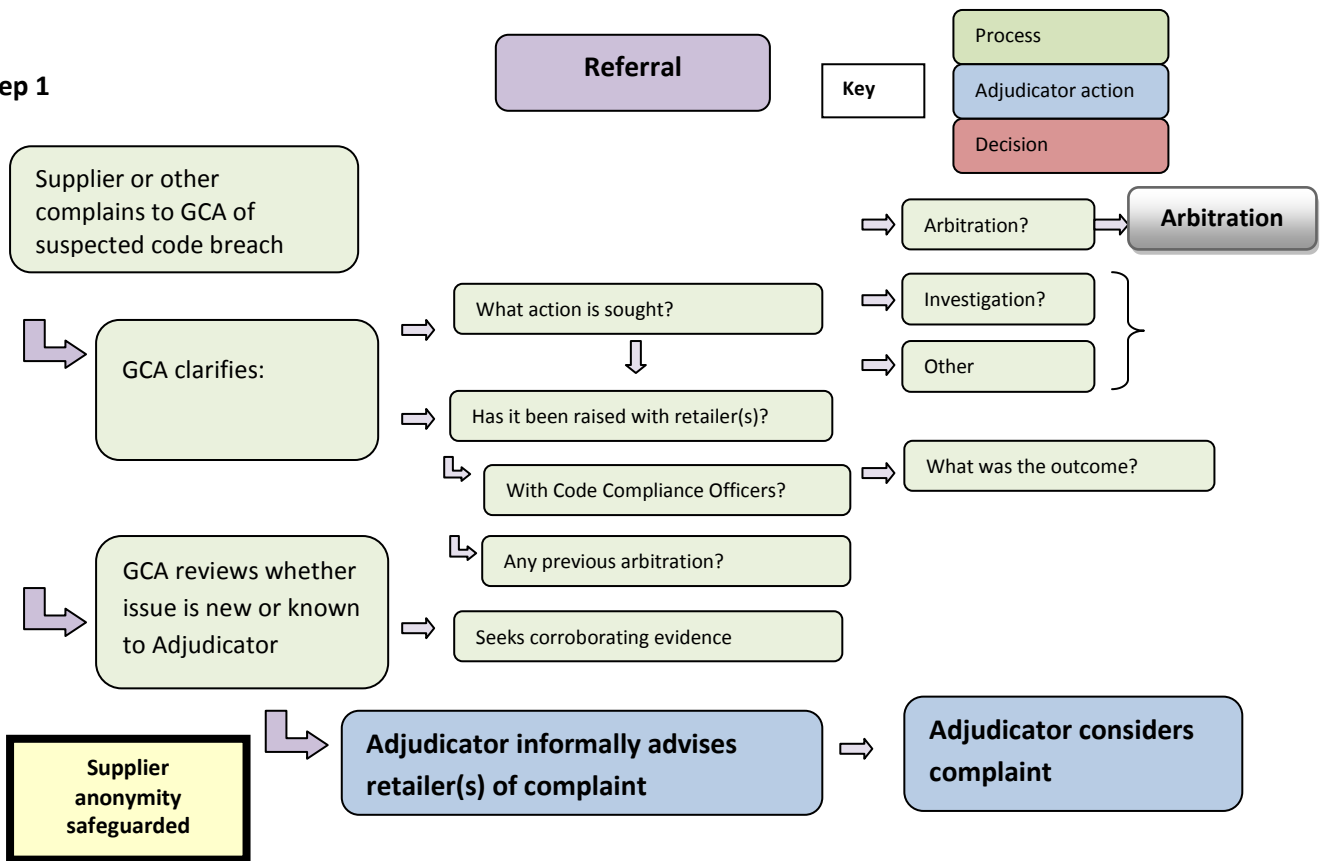 Referral
ep 1
Key
Process
Adjudicator action
Decision
Supplier or other
complains to GCA of
suspected code breach
Arbitration?
Arbitration
What action is sought?
Investigation?
GCA clarifies:
Other
Has it been raised with retailer(s)?
With Code Compliance Officers?
What was the outcome?
Any previous arbitration?
GCA reviews whether
issue is new or known
to Adjudicator
Seeks corroborating evidence
Adjudicator informally advises
retailer(s) of complaint
Adjudicator considers
complaint
Supplier
anonymity
safeguarded